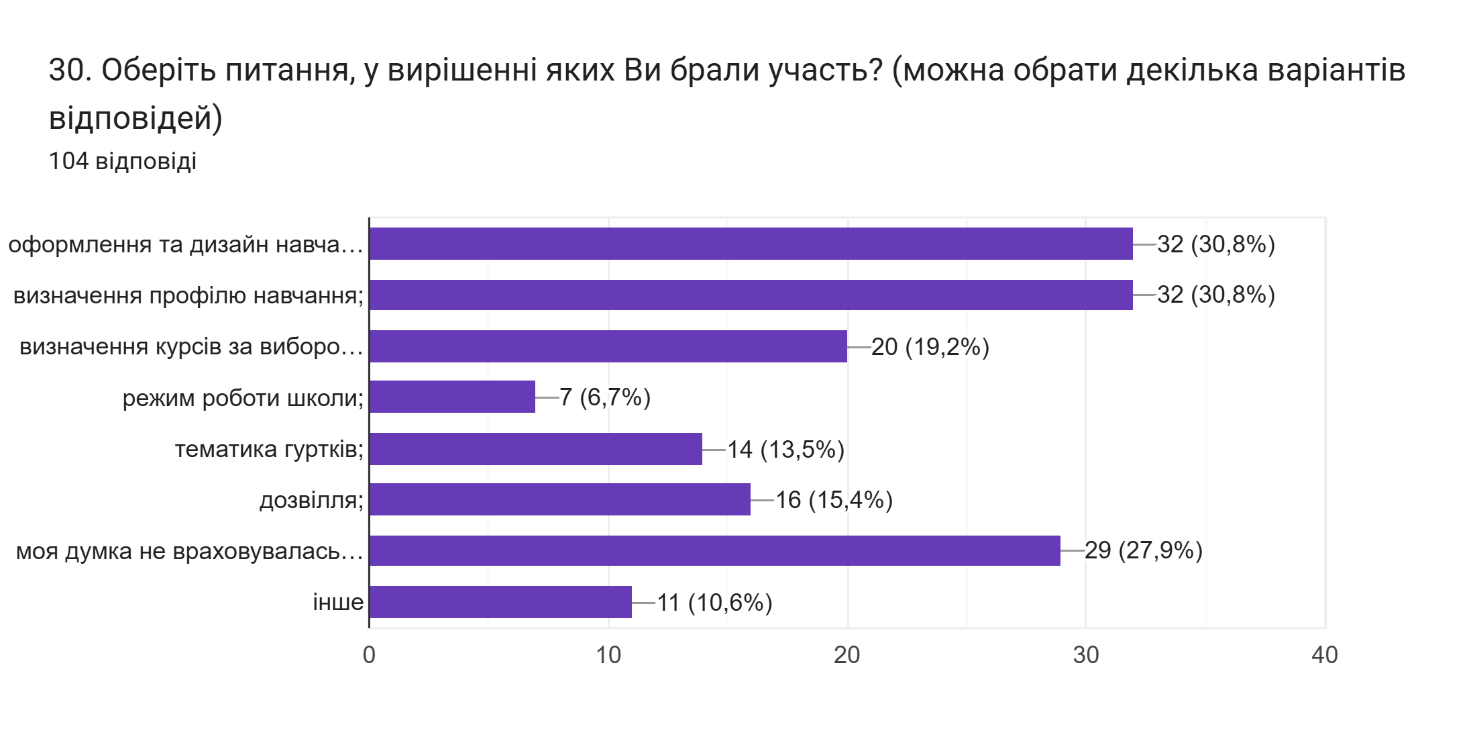 30. Оберіть питання, у вирішенні яких Ви брали участь? (можна обрати декілька варіантів
відповідей)
104 відповіді
оформлення та дизайн навча…
32 (30,8%)
визначення профілю навчання;
32 (30,8%)
визначення курсів за виборо…
20 (19,2%)
режим роботи школи;
7 (6,7%)
тематика гуртків;
14 (13,5%)
дозвілля;
16 (15,4%)
моя думка не враховувалась…
29 (27,9%)
інше
11 (10,6%)
0 10 20 30 40